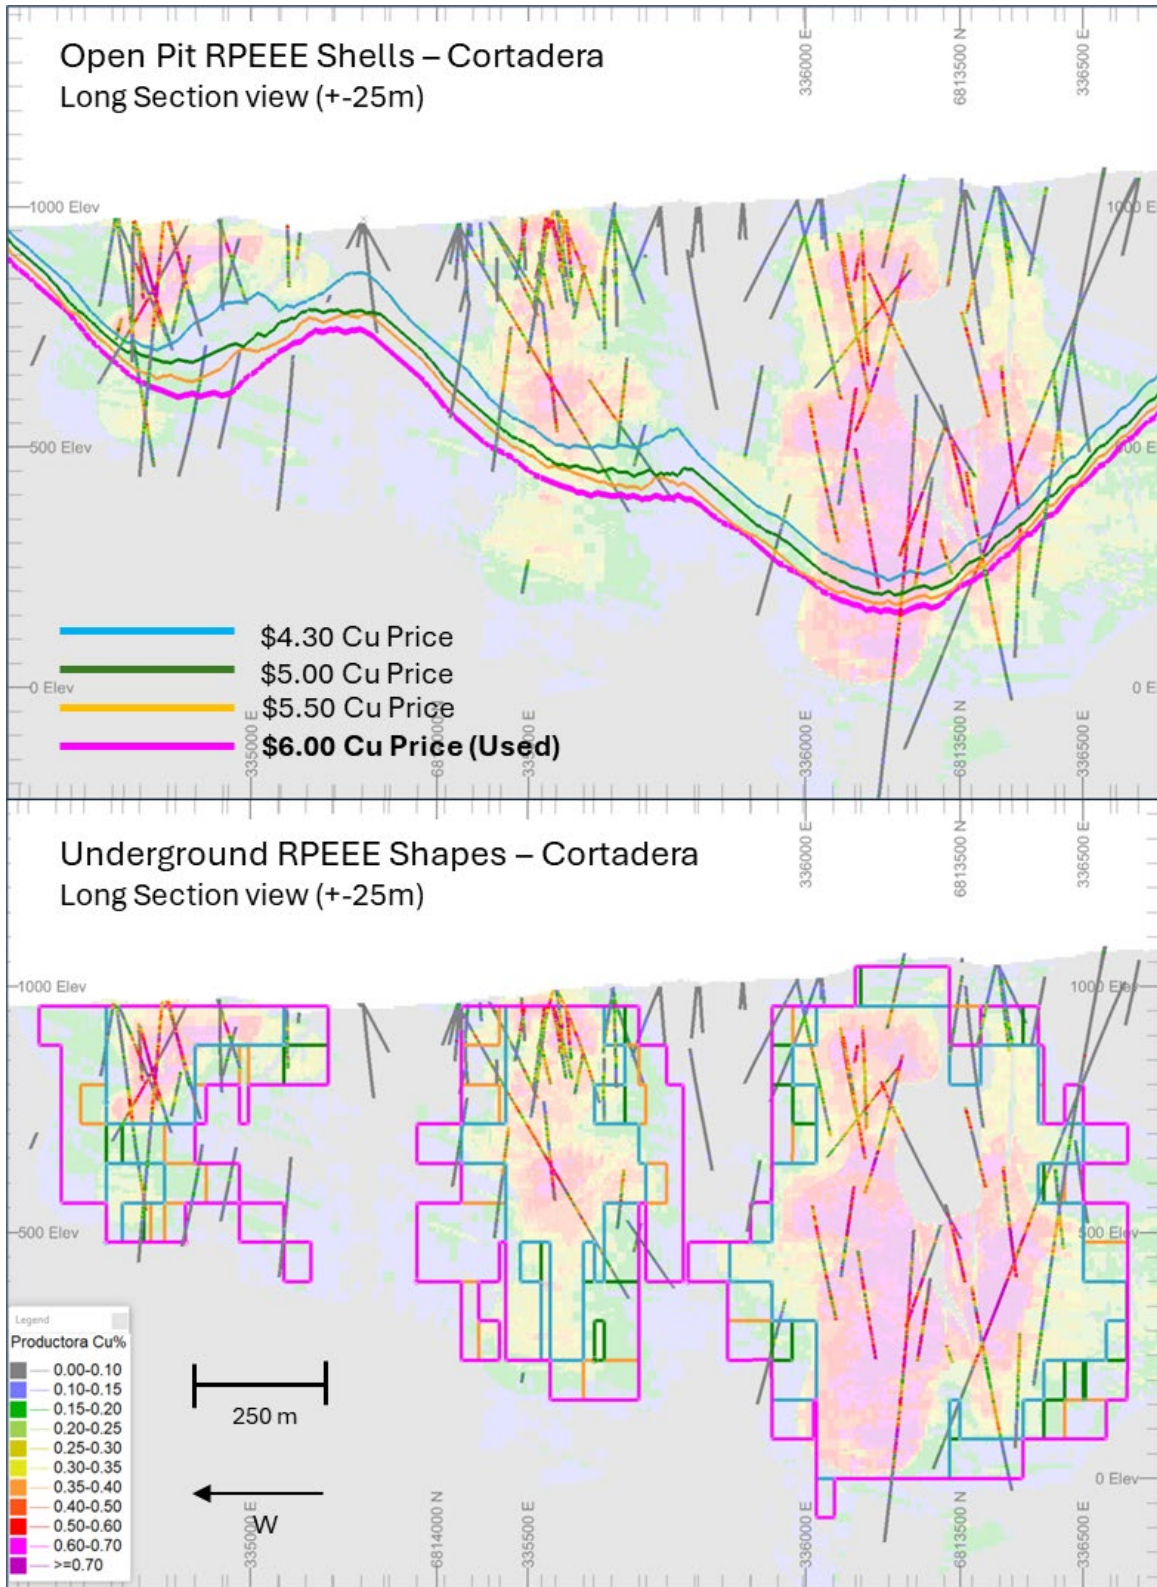 Open Pit RPEEE Shells – Cortadera
Long Section view (+-25m)
336000 E
6813500 N
336500 E
1000 Elev
1000 E
500 Elev
00 Elev
$4.30 Cu Price
$5.00 Cu Price
$5.50 Cu Price
$6.00 Cu Price (Used)
0 Elev
0 E
335000 E
Underground RPEEE Shapes – Cortadera
Long Section view (+-25m)
336000 E
6813500 N
336500 E
1000 Elev
1000 Elev
500 Elev
500 Elev
Legend
Productora Cu%
0.00-0.10
0.10-0.15
0.15-0.20
0.20-0.25
0.25-0.30
0.30-0.35
0.35-0.40
0.40-0.50
0.50-0.60
0.60-0.70
>=0.70
250 m
W
0 Elev
335000 E
6814000 N
335500 E
336000 E
6813500 N
336500 E
336000 E
6813500 N
336500 E